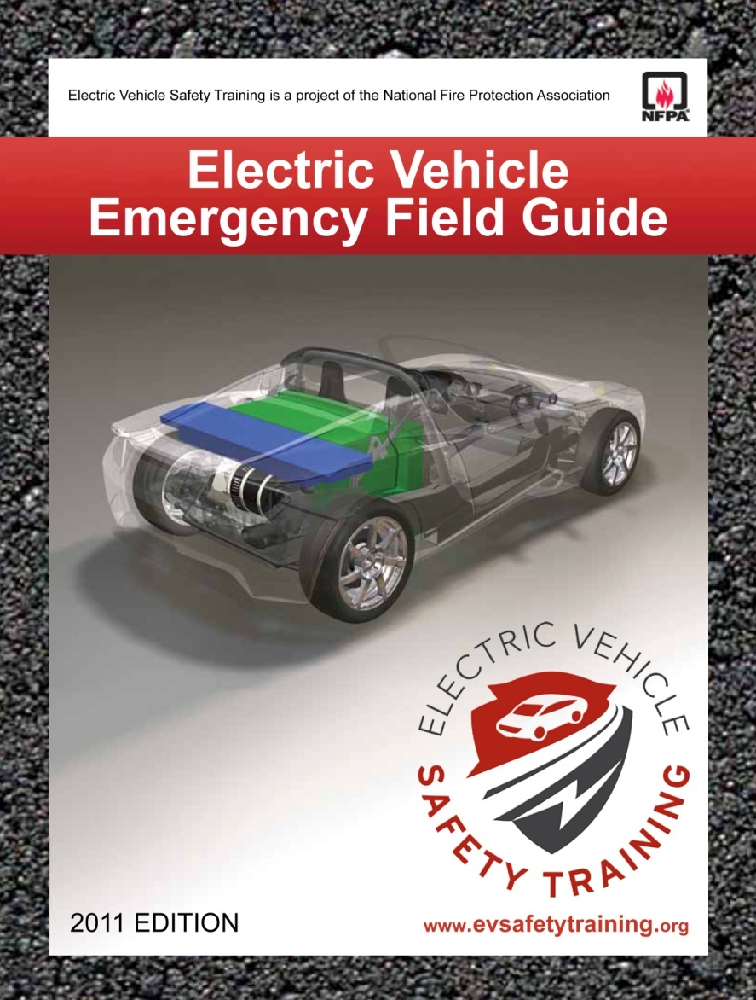 Electric Vehicle Safety Training is a project of the National Fire Protection Association
NFPA®
Electric Vehicle
Emergency Field Guide
ELECTRIC VEHICLE
SAFETY TRAINING
2011 EDITION
www.evsafetytraining.org